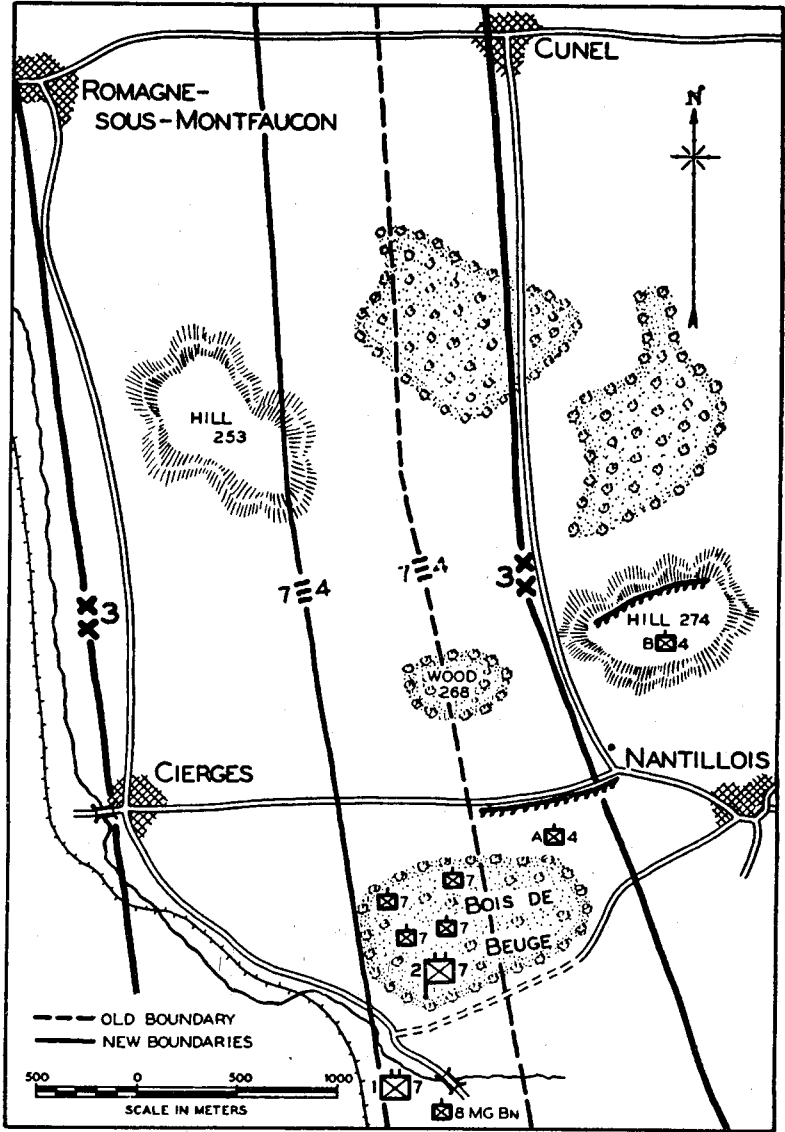 CUNEL
ROMAGNE-
SOUS-MONTFAUCON
N
HILL
253
7 4
7 4
3
3
HILL 274
B 4
WOOD
268
NANTILLOIS
CIERGES
A 4
7
7
BOIS DE
7
7
BEUGE
2 7
OLD BOUNDARY
NEW BOUNDARIES
500 0 500 1000
SCALE IN METERS
1 7
8 MG BN